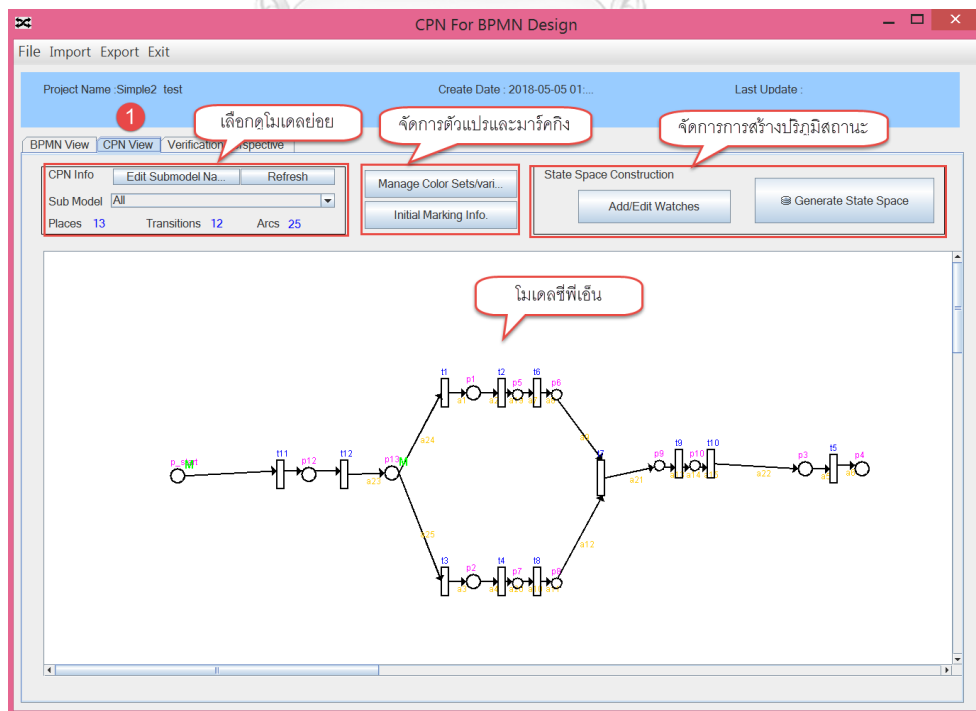 CPN For BPMN Design
File Import Export Exit
Project Name :Simple2 test
Create Date : 2018-05-05 01:...
Last Update :
1
เลือกดูโมเดลย่อย
จัดการตัวแปรและมาร์คกิง
จัดการการสร้างปริภูมิสถานะ
BPMN View
CPN View
Verification
CPN Info
Edit Submodel Na...
Refresh
Sub Model
All
Places 13
Transitions 12
Arcs 25
Manage Color Sets/vari...
Initial Marking Info.
State Space Construction
Add/Edit Watches
Generate State Space
โมเดลซีพีเอ็น
t1
p1
t2
p5
t6
p6
a1
a24
t11
p12
t12
p13
M
a23
M
t7
p9
t9
p10
t10
p3
t5
p4
a21
a14
a22
a25
a12
t3
p2
t4
p7
t8